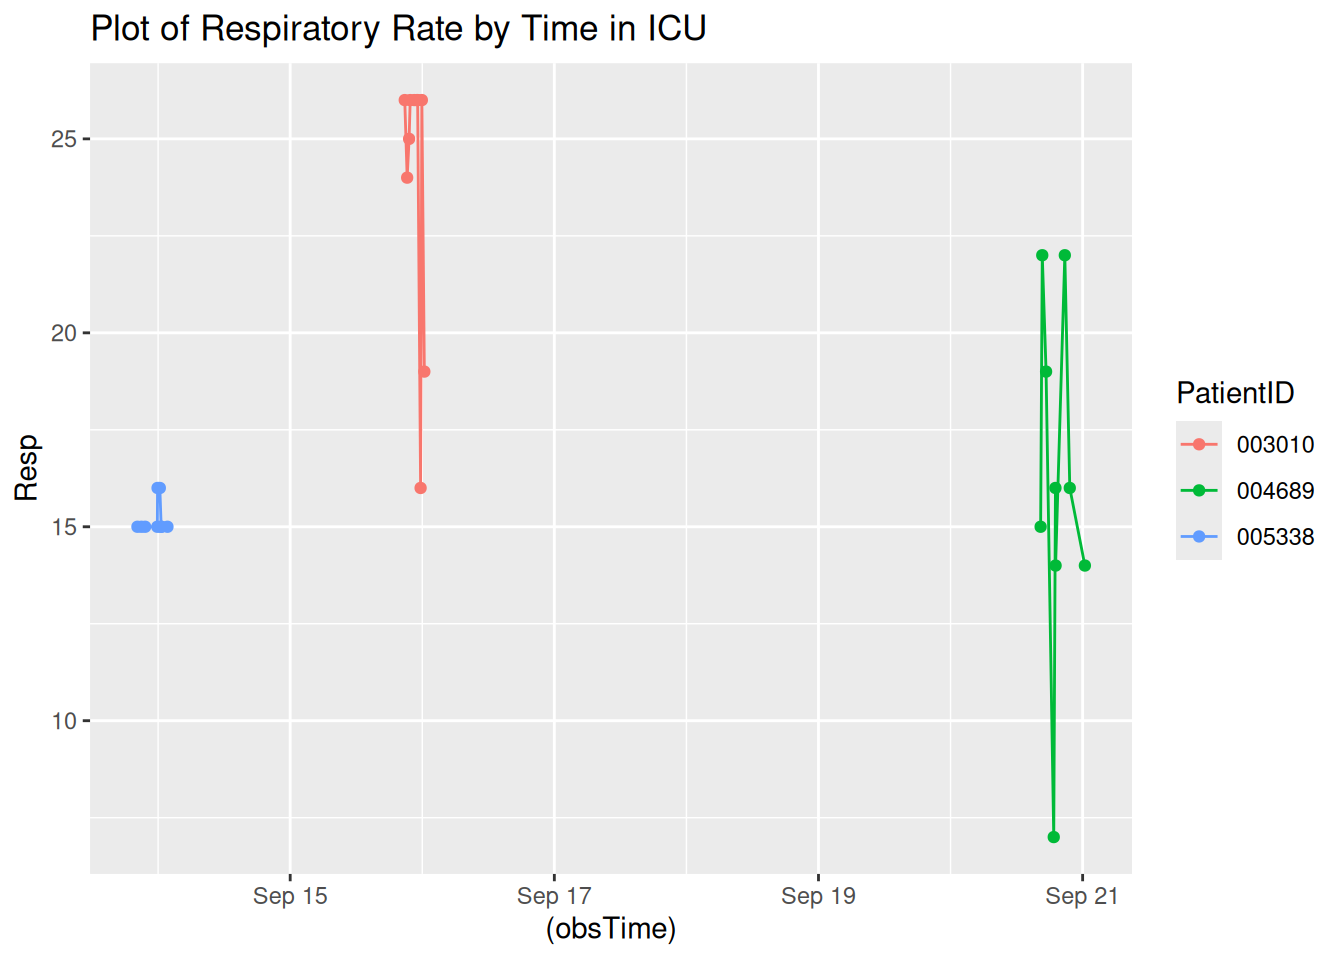 Plot of Respiratory Rate by Time in ICU
25
20
15
10
Resp
Sep 15
Sep 17
Sep 19
Sep 21
(obsTime)
PatientID
003010
004689
005338